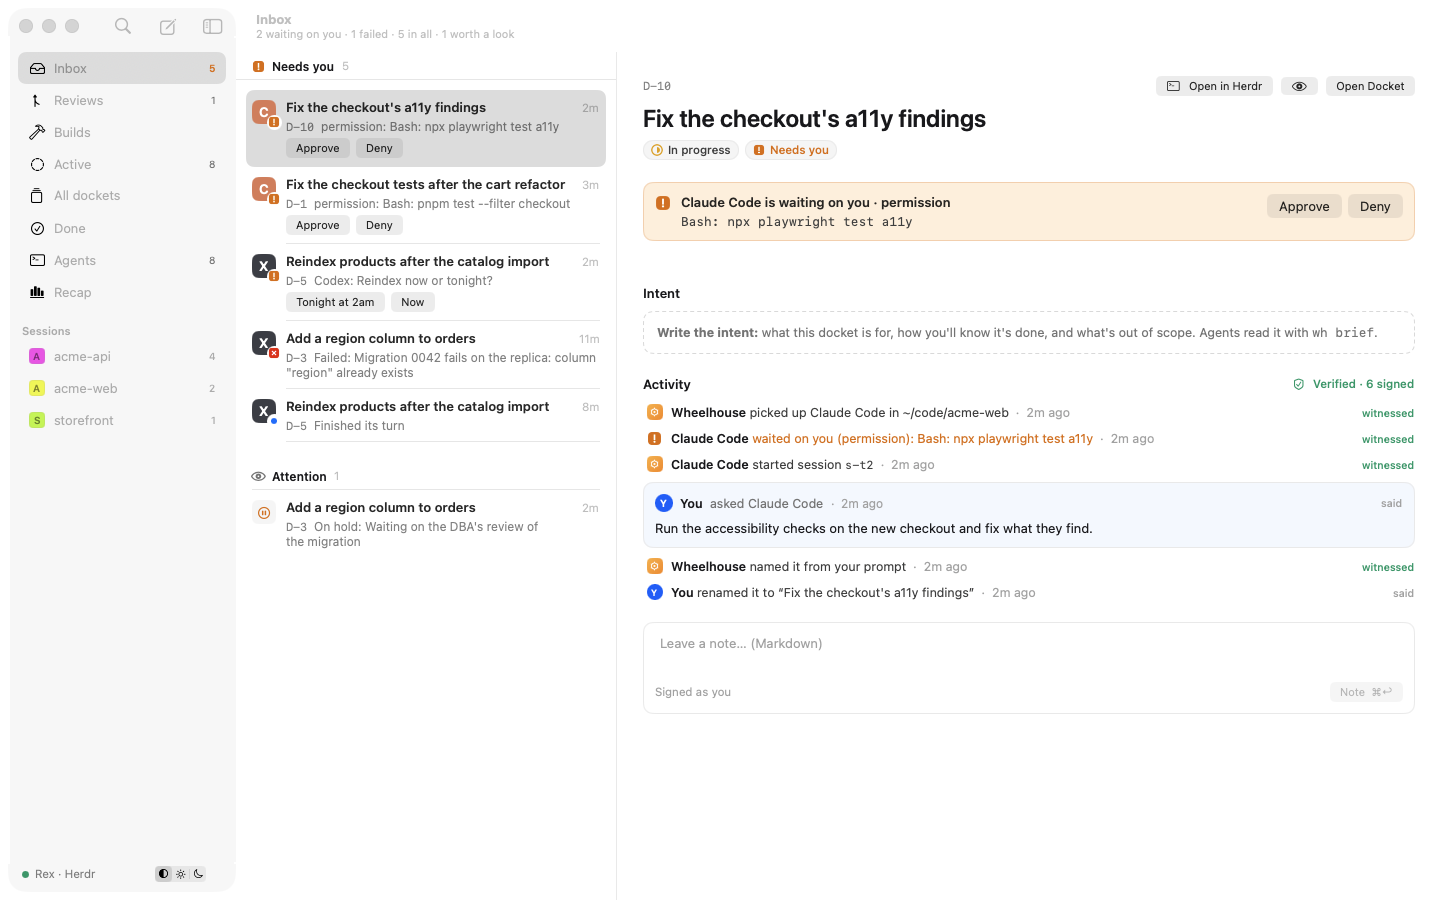 Inbox
2 waiting on you · 1 failed · 5 in all · 1 worth a look
Inbox 5
Reviews 1
Builds
Active 8
All dockets
Done
Agents 8
Recap
Sessions
A acme-api 4
A acme-web 2
S storefront 1
Rex · Herdr
Needs you 5
C Fix the checkout's a11y findings 2m
D-10 permission: Bash: npx playwright test a11y
Approve Deny
C Fix the checkout tests after the cart refactor 3m
D-1 permission: Bash: pnpm test --filter checkout
Approve Deny
X Reindex products after the catalog import 2m
D-5 Codex: Reindex now or tonight?
Tonight at 2am Now
X Add a region column to orders 11m
D-3 Failed: Migration 0042 fails on the replica: column
"region" already exists
X Reindex products after the catalog import 8m
D-5 Finished its turn
Attention 1
Add a region column to orders 2m
D-3 On hold: Waiting on the DBA's review of
the migration
D-10 Open in Herdr Open Docket
Fix the checkout's a11y findings
In progress Needs you
Claude Code is waiting on you · permission
Bash: npx playwright test a11y
Approve Deny
Intent
Write the intent: what this docket is for, how you'll know it's done, and what's out of scope. Agents read it with wh brief.
Activity Verified · 6 signed
Wheelhouse picked up Claude Code in ~/code/acme-web · 2m ago witnessed
Claude Code waited on you (permission): Bash: npx playwright test a11y · 2m ago witnessed
Claude Code started session s-t2 · 2m ago witnessed
Y You asked Claude Code · 2m ago said
Run the accessibility checks on the new checkout and fix what they find.
Wheelhouse named it from your prompt · 2m ago witnessed
Y You renamed it to “Fix the checkout's a11y findings” · 2m ago said
Leave a note... (Markdown)
Signed as you Note ⌘↩